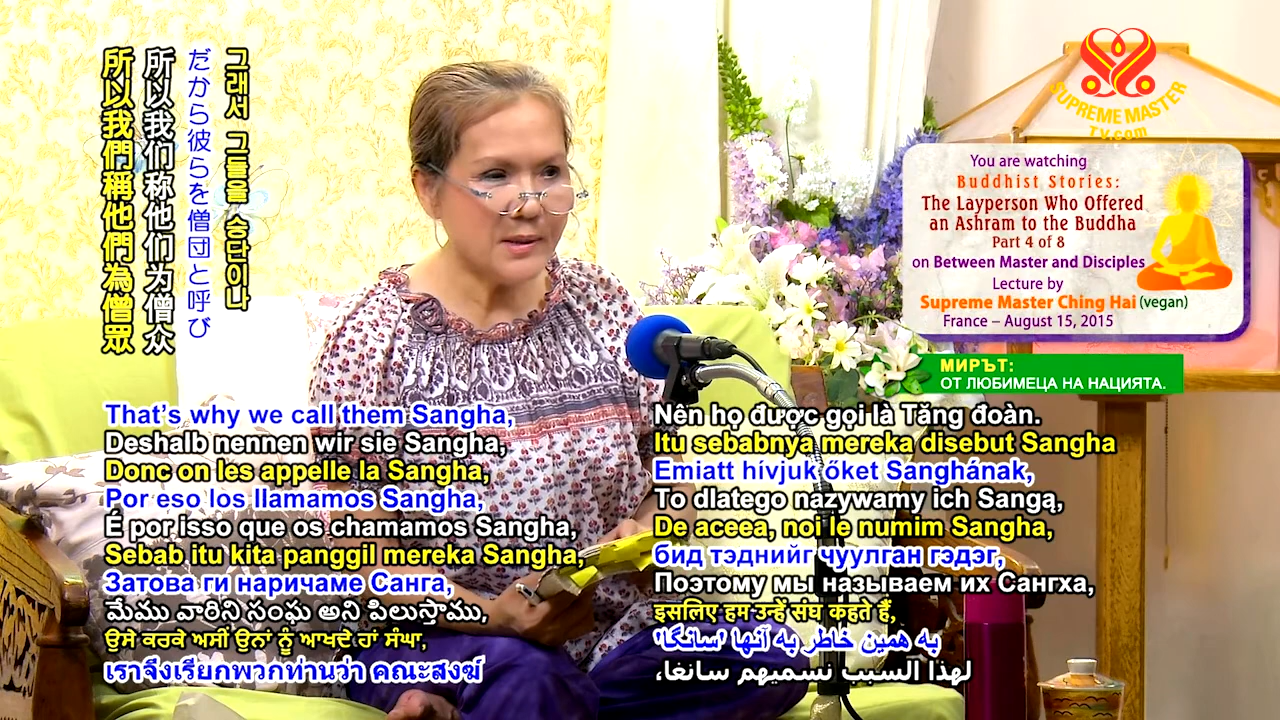 所以我們稱他們為僧眾
所以我们称他们为僧众
だから彼らを僧団と呼び
그래서 그들을 승단이나
SUPREME MASTER
TV.com
You are watching
Buddhist Stories:
The Layperson Who Offered
an Ashram to the Buddha
Part 4 of 8
on Between Master and Disciples
Lecture by
Supreme Master Ching Hai (vegan)
France – August 15, 2015
МИРЪТ:
ОТ ЛЮБИМЕЦА НА НАЦИЯТА.
That's why we call them Sangha,
Deshalb nennen wir sie Sangha,
Donc on les appelle la Sangha,
Por eso los llamamos Sangha,
É por isso que os chamamos Sangha,
Sebab itu kita panggil mereka Sangha,
Затова ги наричаме Санга,
మేము వారిని సంఘ అని పిలుస్తాము,
ਉਸੇ ਕਰਕੇ ਅਸੀਂ ਉਨਾਂ ਨੂੰ ਆਖਦੇ ਹਾਂ ਸੰਘਾ,
เราจึงเรียกพวกท่านว่า คณะสงฆ์
Nên họ được gọi là Tăng đoàn.
Itu sebabnya mereka disebut Sangha
Emiatt hívjuk őket Sanghának,
To dlatego nazywamy ich Sangą,
De aceea, noi le numim Sangha,
бид тэднийг чуулган гэдэг,
Поэтому мы называем их Сангха,
इसलिए हम उन्हें संघ कहते हैं,
به همین خاطر به آنها 'سانگا'
لهذا السبب نسميهم سانغا،